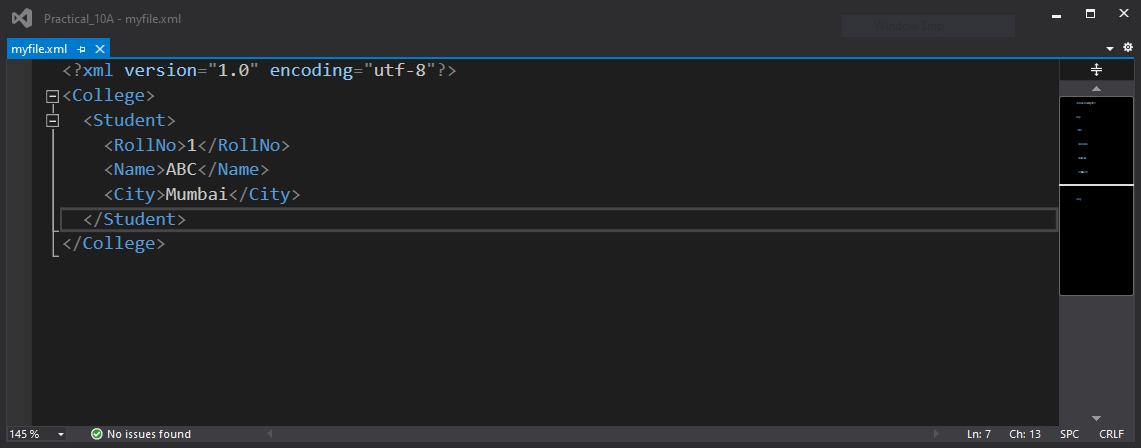 Practical_10A - myfile.xml
Window Snip
myfile.xml
<?xml version="1.0" encoding="utf-8"?>
<College>
<Student>
<RollNo>1</RollNo>
<Name>ABC</Name>
<City>Mumbai</City>
</Student>
</College>
145 % No issues found Ln: 7 Ch: 13 SPC CRLF